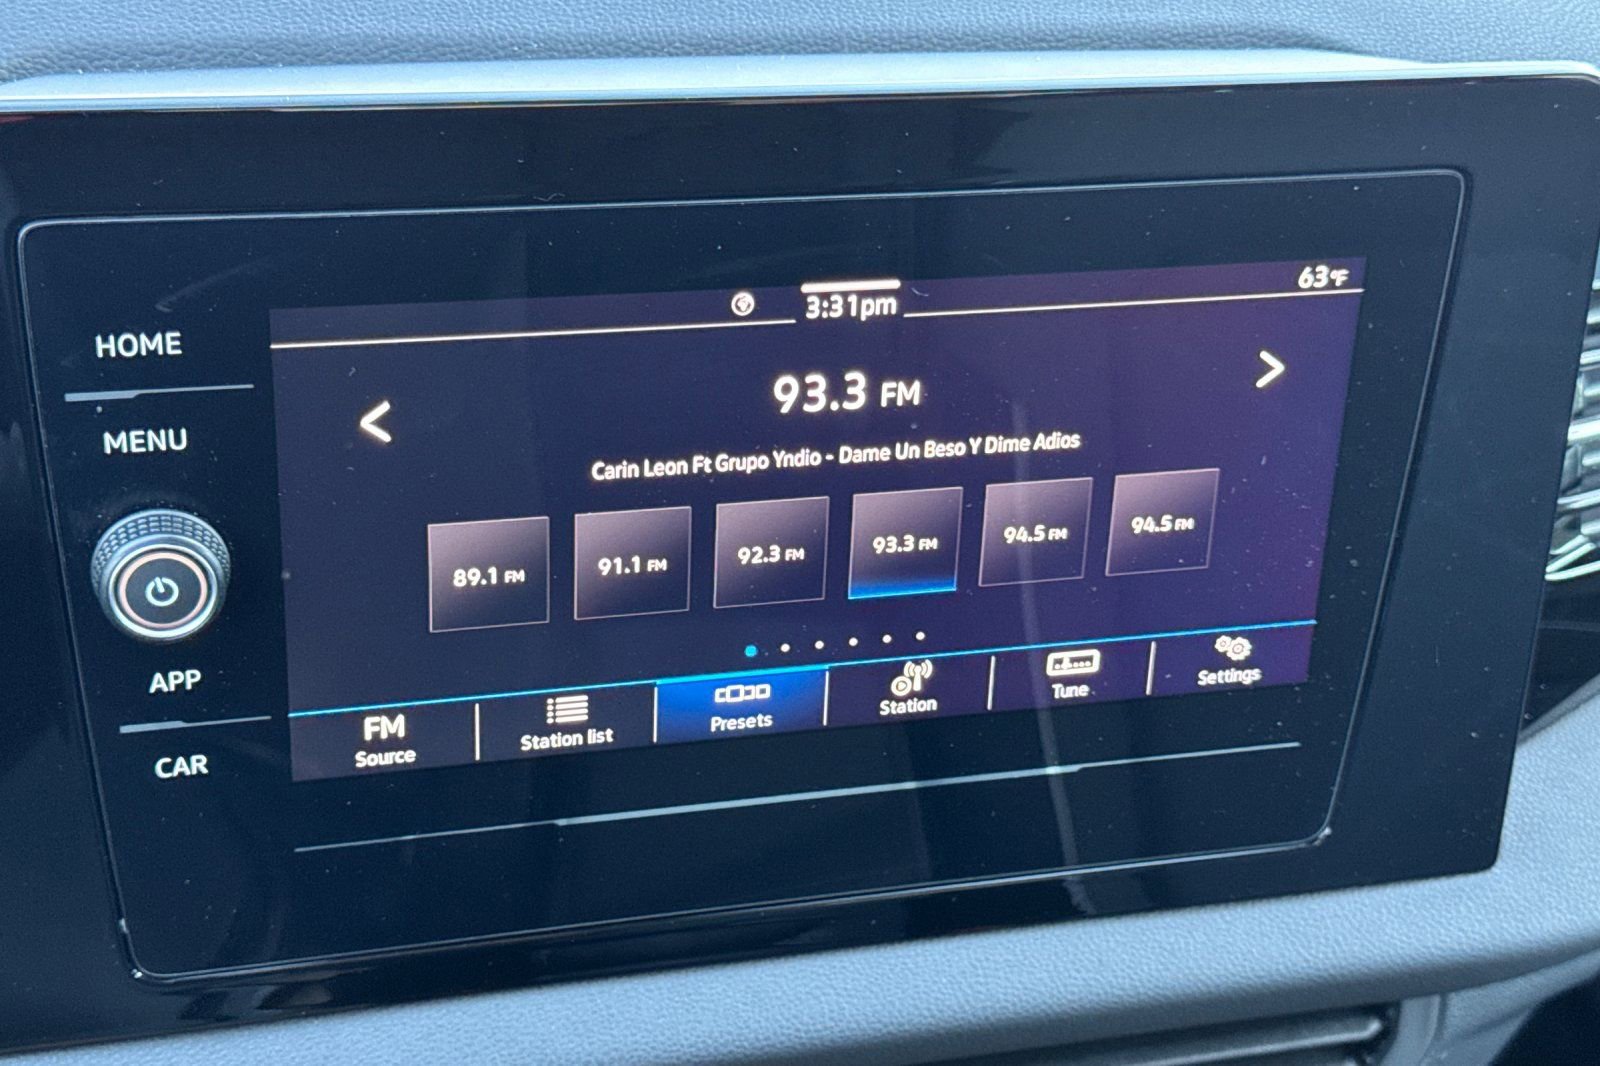 3:31pm
63°F
HOME
93.3 FM
MENU
Carin Leon Ft Grupo Yndio - Dame Un Beso Y Dime Adios
89.1 FM
91.1 FM
92.3 FM
93.3 FM
94.5 FM
94.5 FM
APP
CAR
FM
Source
Station list
Presets
Station
Tune
Settings